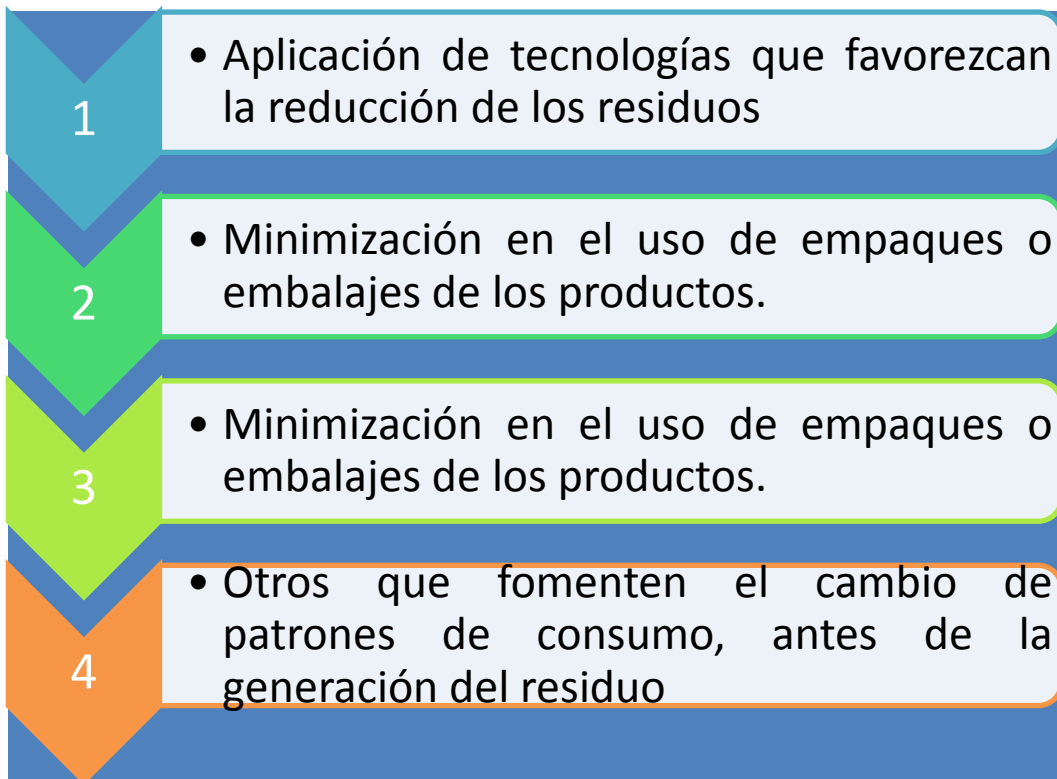 1
• Aplicación de tecnologías que favorezcan
la reducción de los residuos
2
• Minimización en el uso de empaques o
embalajes de los productos.
3
• Minimización en el uso de empaques o
embalajes de los productos.
4
• Otros que fomenten el cambio de
patrones de consumo, antes de la
generación del residuo